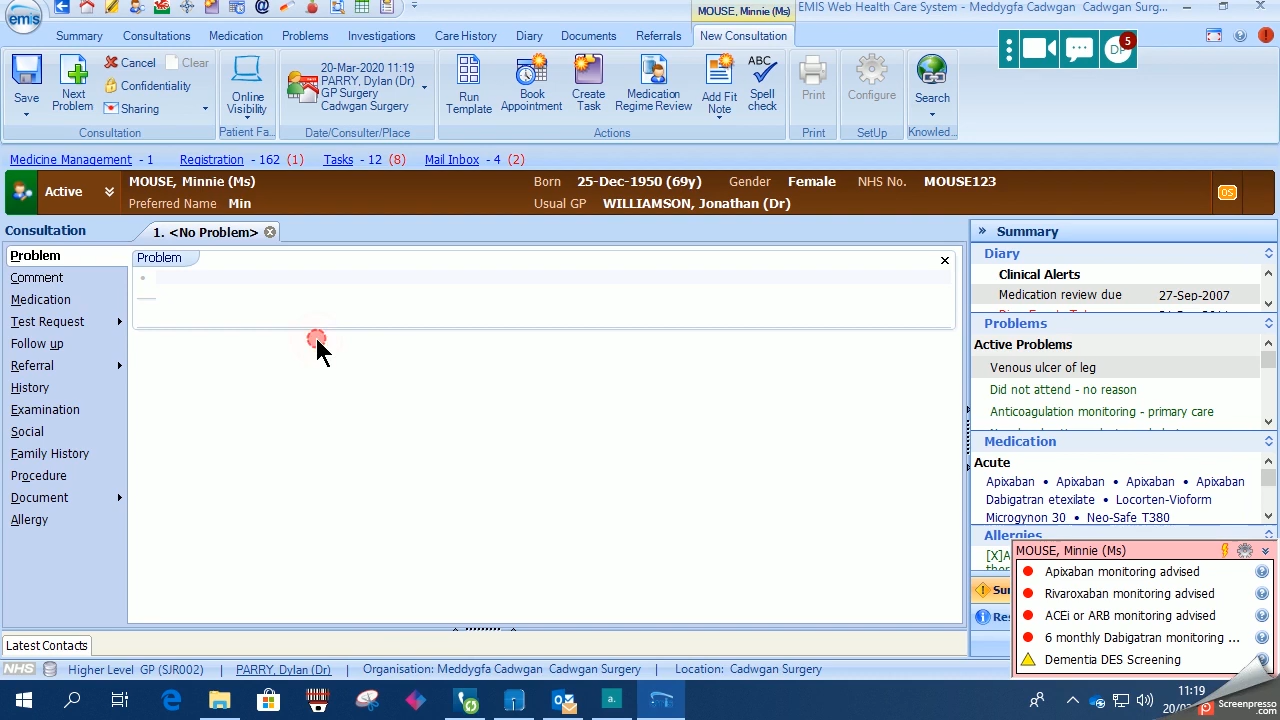 emis
MOUSE, Minnie (Ms)
EMIS Web Health Care System - Meddygfa Cadwgan Cadwgan Surg...
Summary Consultations Medication Problems Investigations Care History Diary Documents Referrals New Consultation
Save
Next Problem
Cancel Clear
Confidentiality
Sharing
Consultation
Online Visibility
Patient Fa...
20-Mar-2020 11:19
PARRY, Dylan (Dr)
GP Surgery
Cadwgan Surgery
Date/Consulter/Place
Run Template
Book Appointment
Create Task
Medication Regime Review
Add Fit Note
ABC
Spell check
Actions
Print
Print
Configure
SetUp
Search
Knowled...
DP 5
Medicine Management - 1 Registration - 162 (1) Tasks - 12 (8) Mail Inbox - 4 (2)
Active
MOUSE, Minnie (Ms) Born 25-Dec-1950 (69y) Gender Female NHS No. MOUSE123
Preferred Name Min Usual GP WILLIAMSON, Jonathan (Dr)
OS
Consultation
1. <No Problem>
Problem
Comment
Medication
Test Request
Follow up
Referral
History
Examination
Social
Family History
Procedure
Document
Allergy
Problem
Summary
Diary
Clinical Alerts
Medication review due 27-Sep-2007
Problems
Active Problems
Venous ulcer of leg
Did not attend - no reason
Anticoagulation monitoring - primary care
Medication
Acute
Apixaban • Apixaban • Apixaban • Apixaban
Dabigatran etexilate • Locorten-Vioform
Microgynon 30 • Neo-Safe T380
Allergies
MOUSE, Minnie (Ms)
Apixaban monitoring advised
Rivaroxaban monitoring advised
ACEi or ARB monitoring advised
6 monthly Dabigatran monitoring ...
Dementia DES Screening
Latest Contacts
NHS Higher Level GP (SJR002) | PARRY, Dylan (Dr) | Organisation: Meddygfa Cadwgan Cadwgan Surgery | Location: Cadwgan Surgery
a.
11:19
Screenpresso
.com